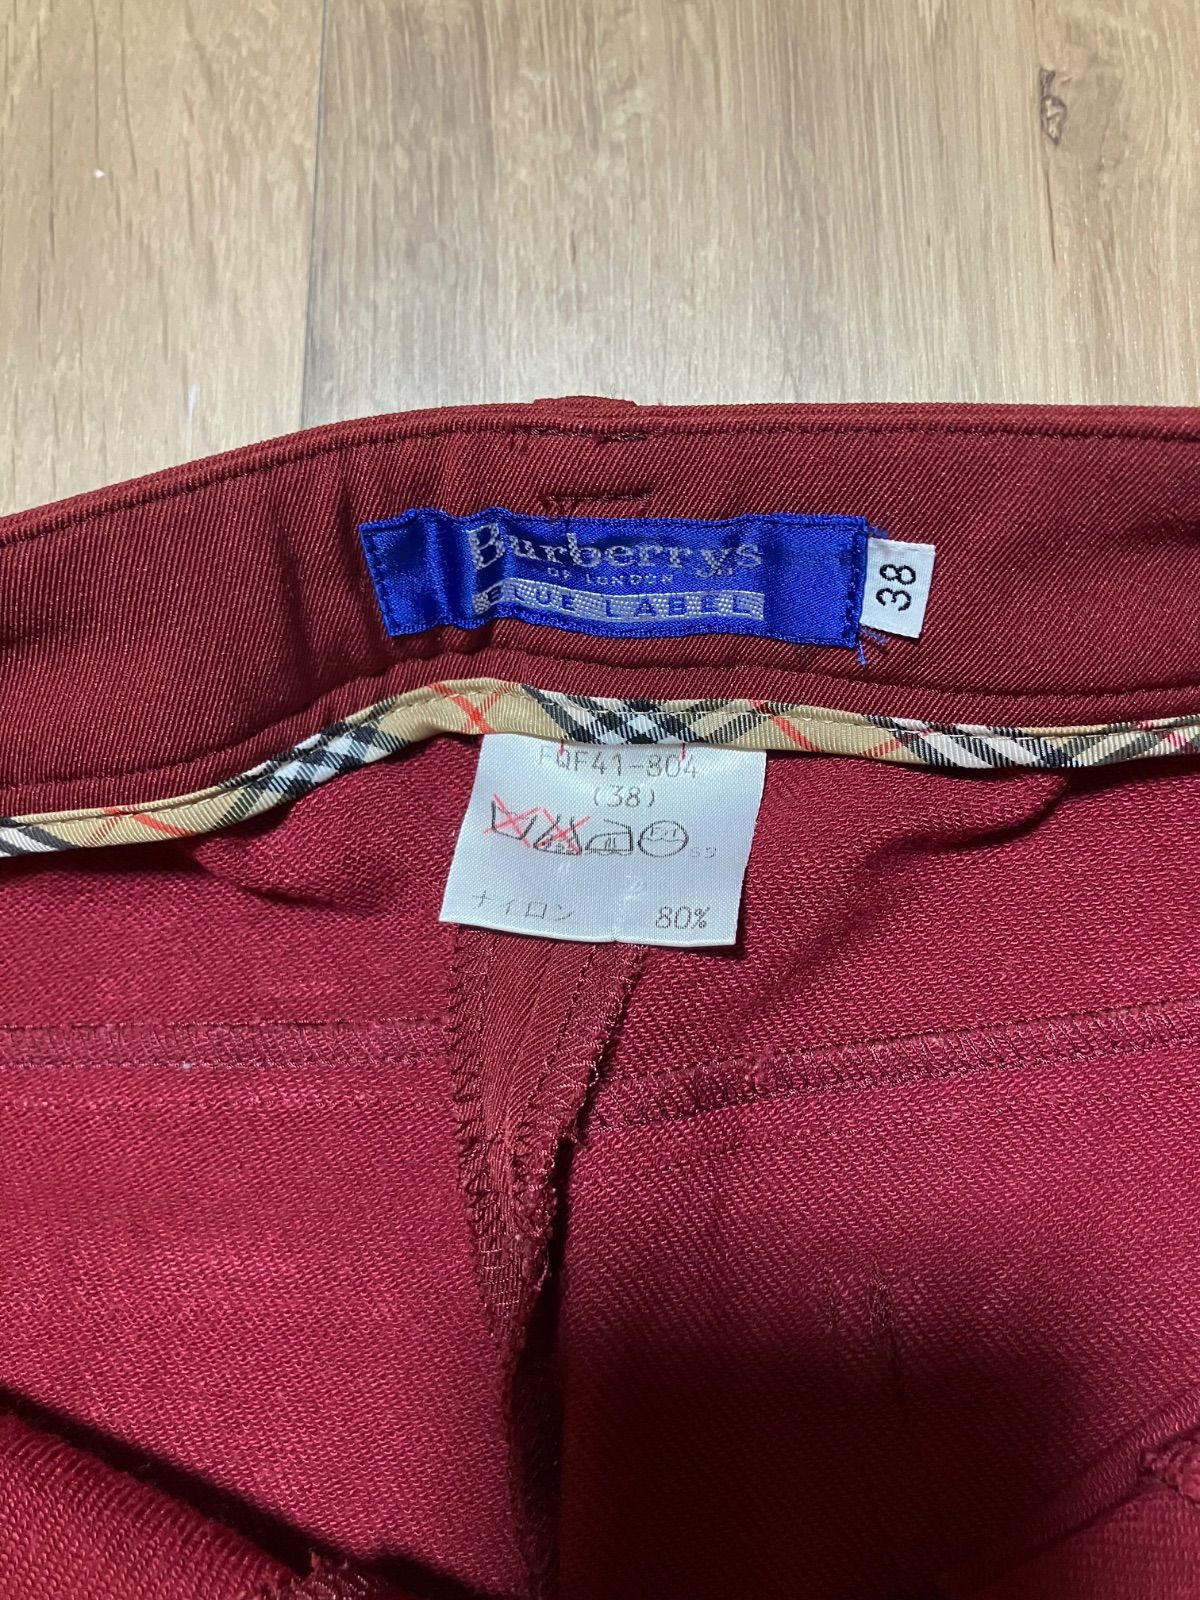 Burberrys
OF LONDON
BLUE LABEL
38
FQF41-804
(38)
ナイロン 80%